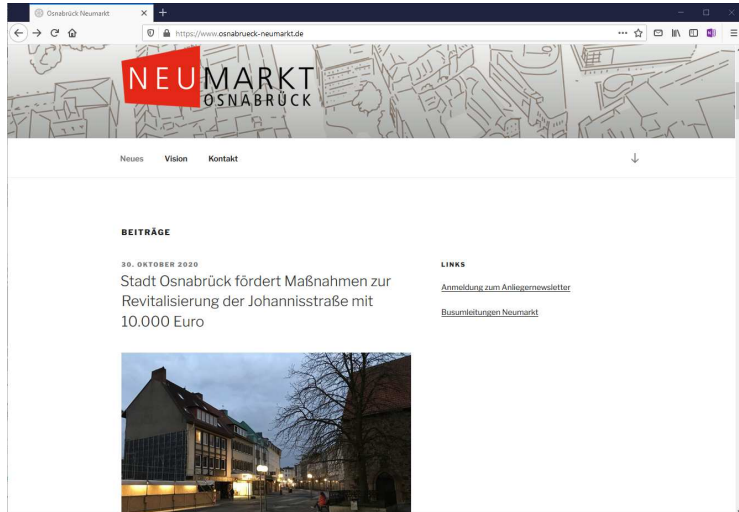 Osnabrück Neumarkt
https://www.osnabrueck-neumarkt.de
NEUMARKT
OSNABRÜCK
Neues Vision Kontakt
BEITRÄGE
30. OKTOBER 2020
Stadt Osnabrück fördert Maßnahmen zur
Revitalisierung der Johannisstraße mit
10.000 Euro
LINKS
Anmeldung zum Anliegernewsletter
Busumleitungen Neumarkt